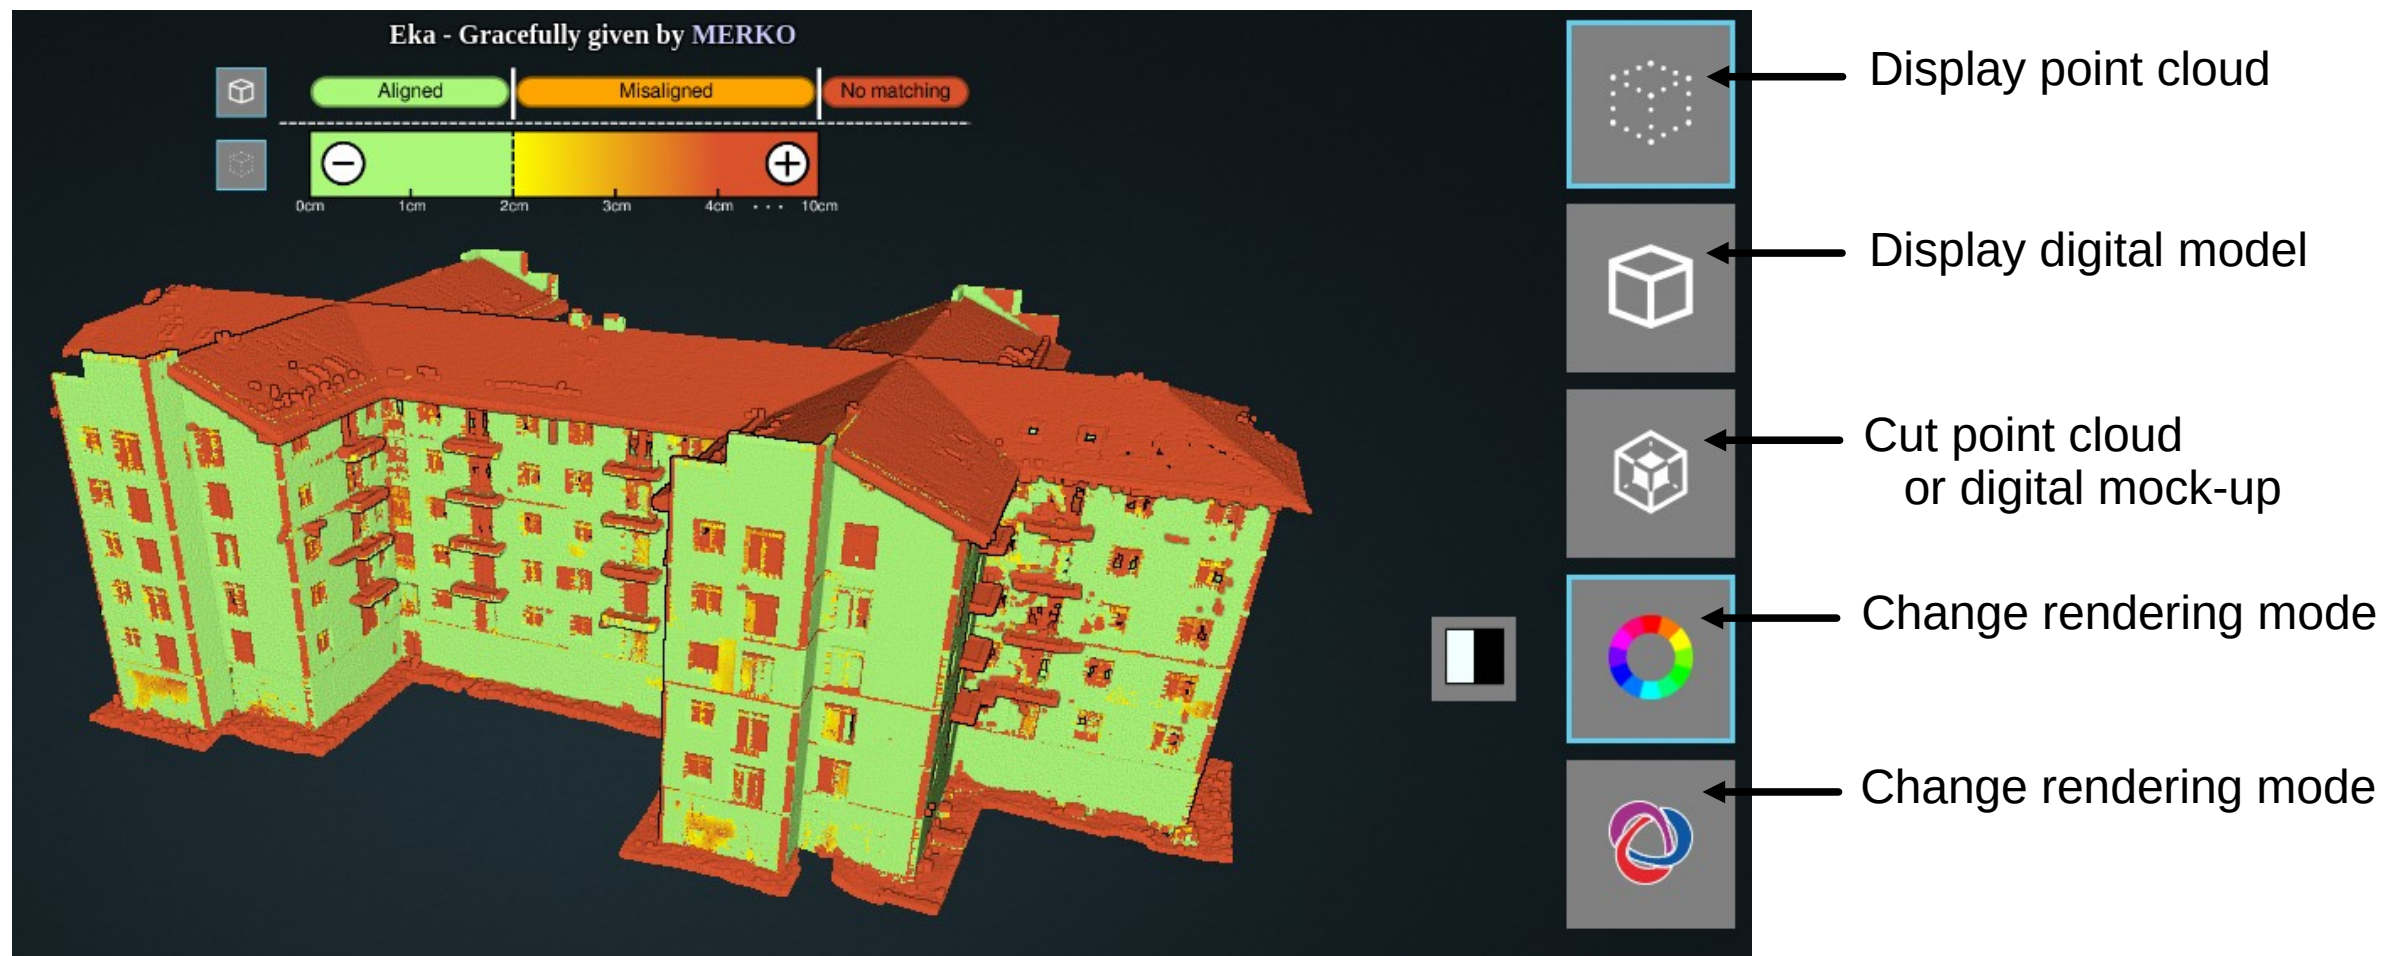 Eka - Gracefully given by MERKO
Aligned
Misaligned
No matching
0cm
1cm
2cm
3cm
4cm
. . .
10cm
Display point cloud
Display digital model
Cut point cloud
or digital mock-up
Change rendering mode
Change rendering mode